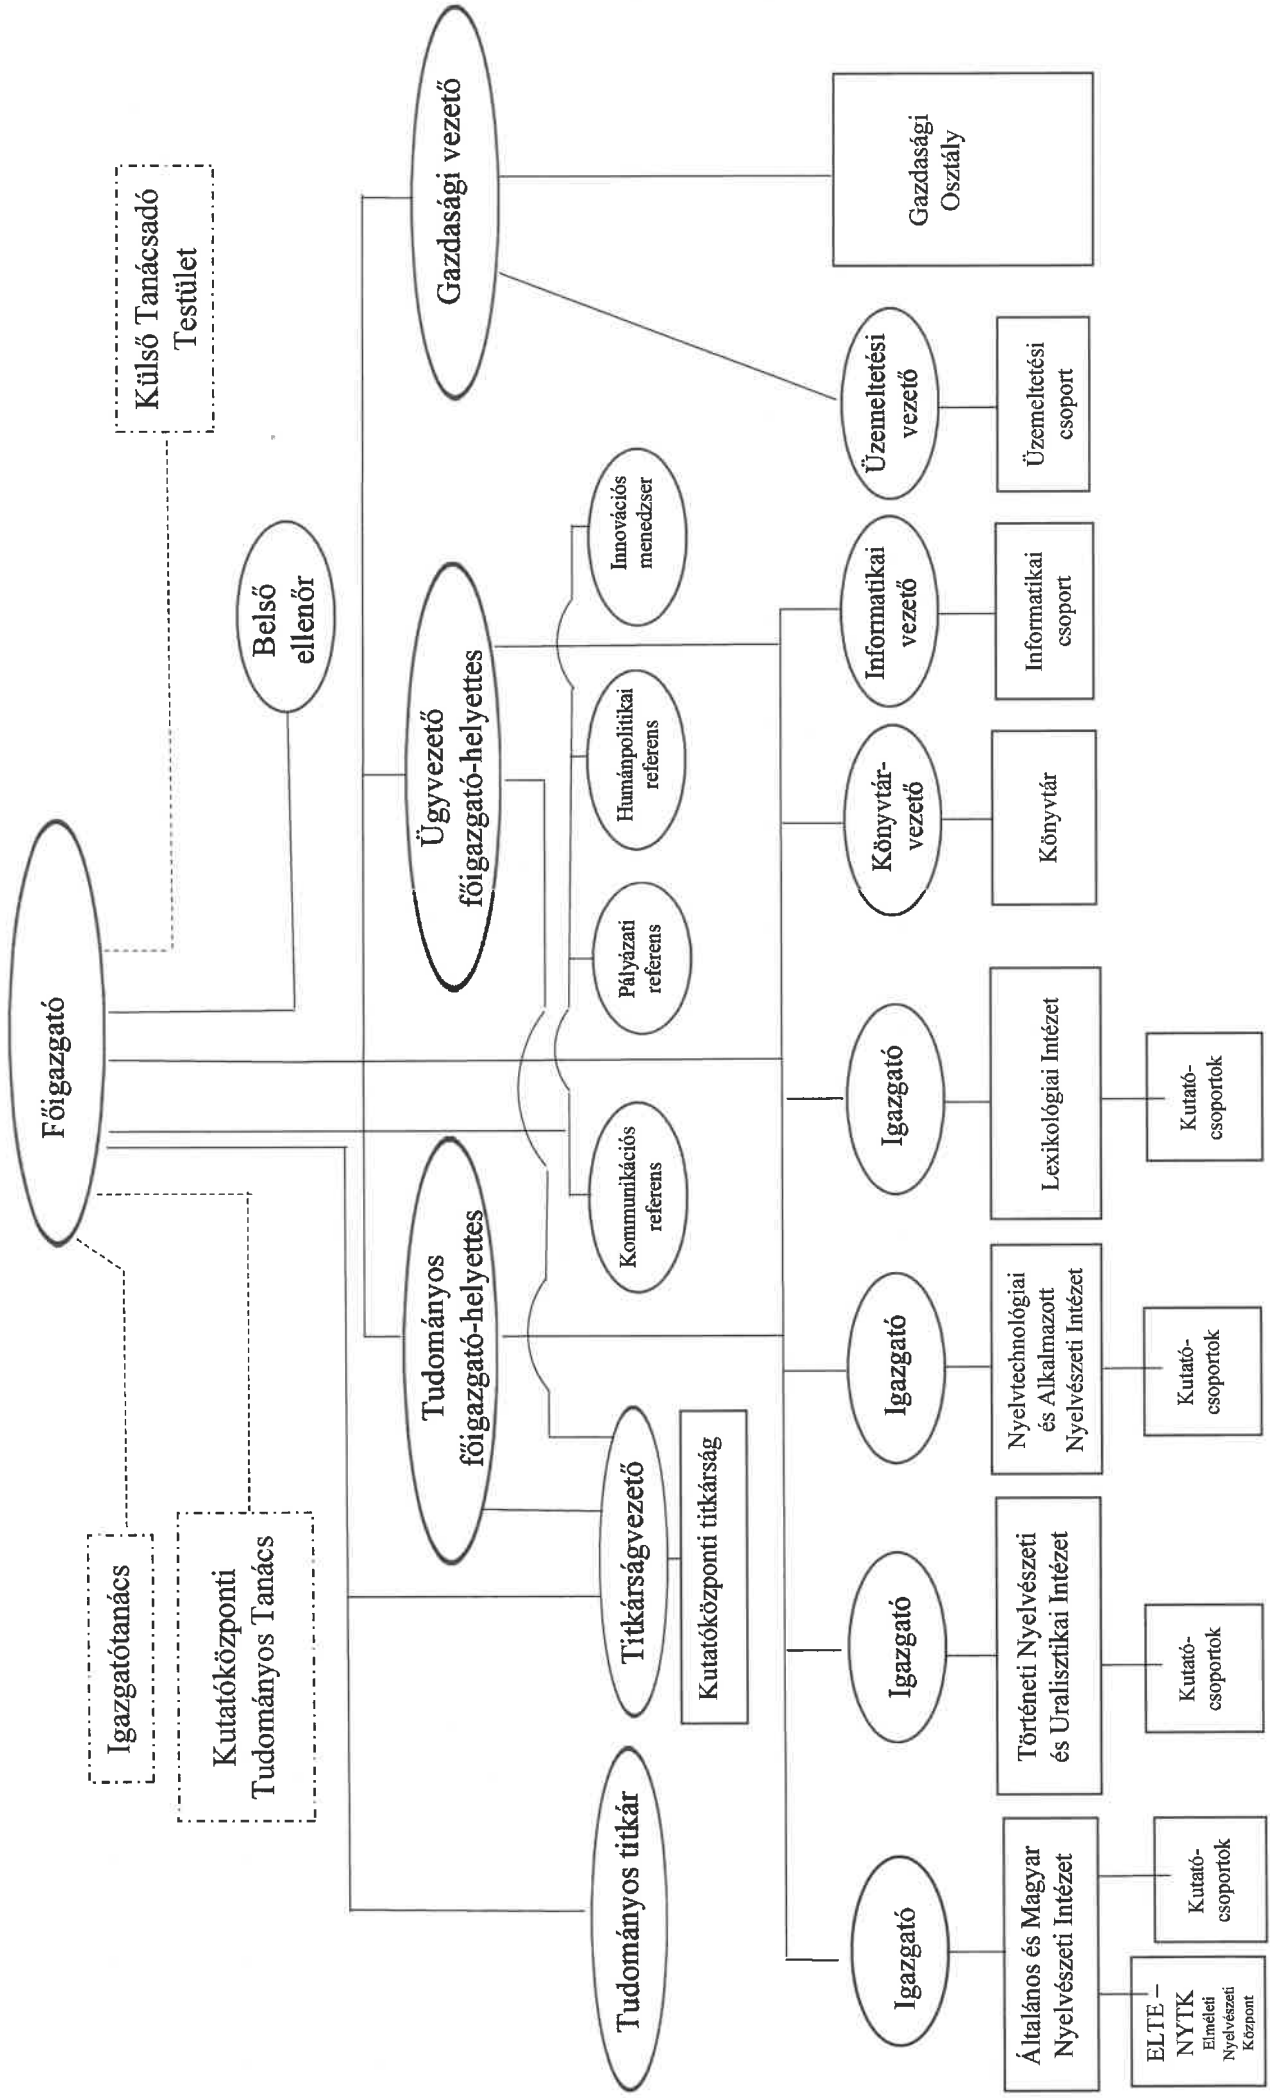 Főigazgató
Igazgatótanács
Külső Tanácsadó
Testület
Kutatóközponti
Tudományos Tanács
Belső
ellenőr
Tudományos
főigazgató-helyettes
Ügyvezető
főigazgató-helyettes
Gazdasági vezető
Tudományos titkár
Titkárságvezető
Kutatóközponti titkárság
Kommunikációs
referens
Pályázati
referens
Humánpolitikai
referens
Innovációs
menedzser
Igazgató
Igazgató
Igazgató
Igazgató
Könyvtár-
vezető
Informatikai
vezető
Üzemeltetési
vezető
Gazdasági
Osztály
Általános és Magyar
Nyelvészeti Intézet
Történeti Nyelvészeti
és Uralisztikai Intézet
Nyelvtechnológiai
és Alkalmazott
Nyelvészeti Intézet
Lexikológiai Intézet
Könyvtár
Informatikai
csoport
Üzemeltetési
csoport
ELTE –
NYTK
Elméleti
Nyelvészeti
Központ
Kutató-
csoportok
Kutató-
csoportok
Kutató-
csoportok
Kutató-
csoportok